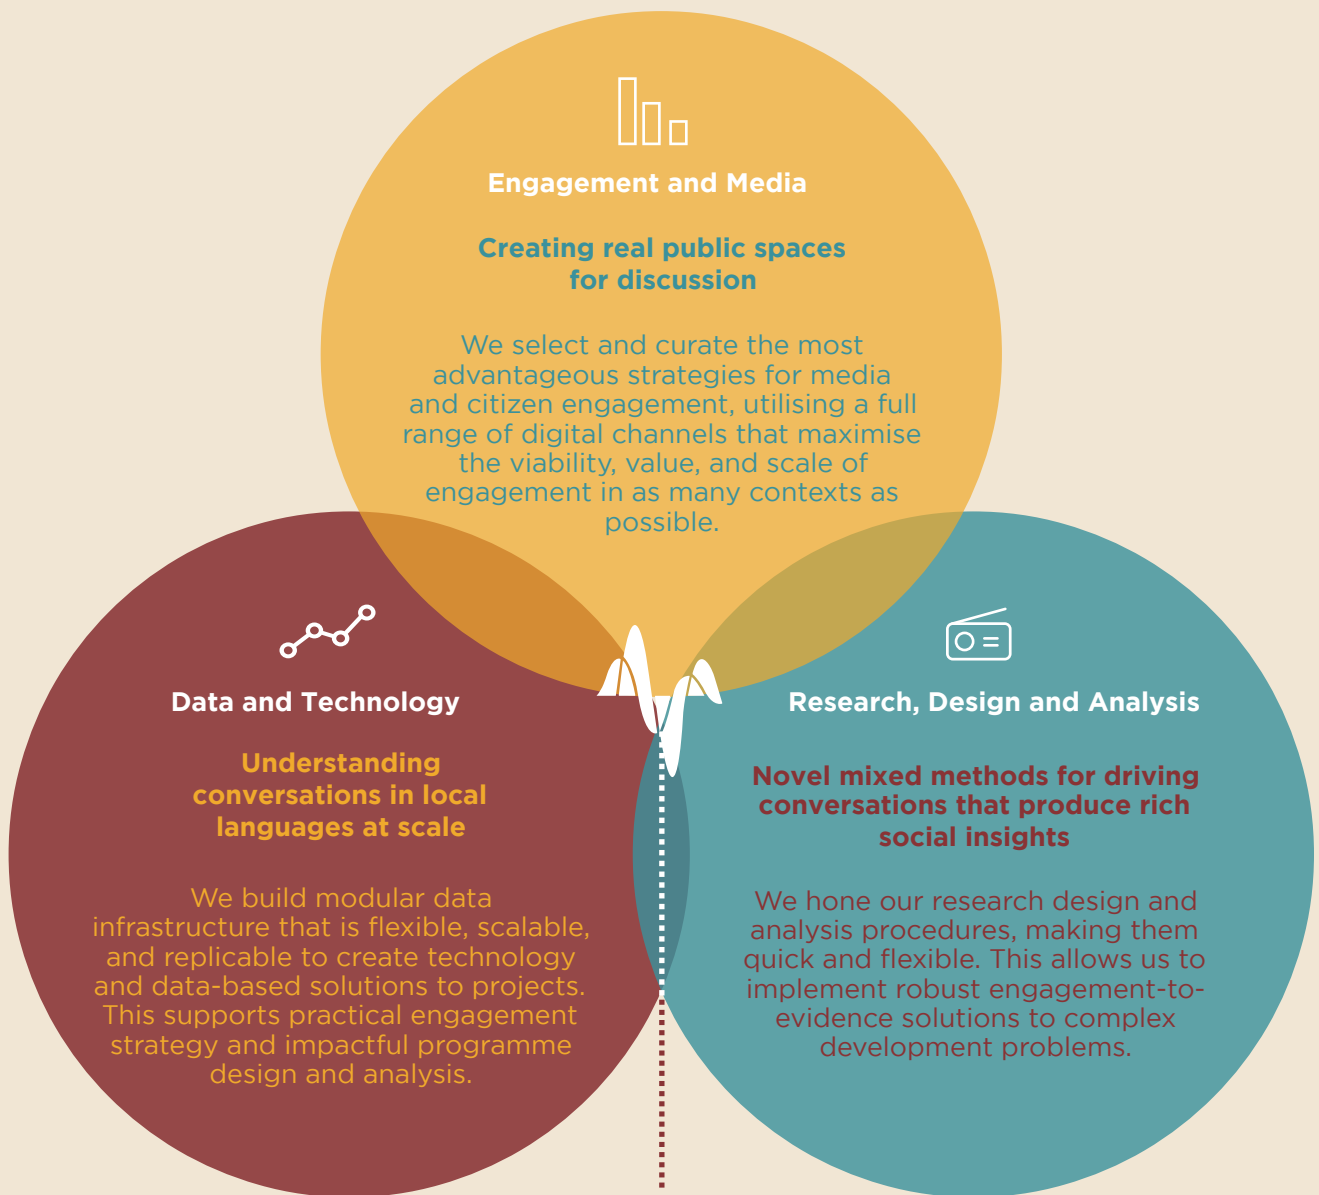 Engagement and Media
Creating real public spaces
for discussion
We select and curate the most
advantageous strategies for media
and citizen engagement, utilising a full
range of digital channels that maximise
the viability, value, and scale of
engagement in as many contexts as
possible.
Data and Technology
Understanding
conversations in local
languages at scale
We build modular data
infrastructure that is flexible, scalable,
and replicable to create technology
and data-based solutions to projects.
This supports practical engagement
strategy and impactful programme
design and analysis.
Research, Design and Analysis
Novel mixed methods for driving
conversations that produce rich
social insights
We hone our research design and
analysis procedures, making them
quick and flexible. This allows us to
implement robust engagement-to-
evidence solutions to complex
development problems.